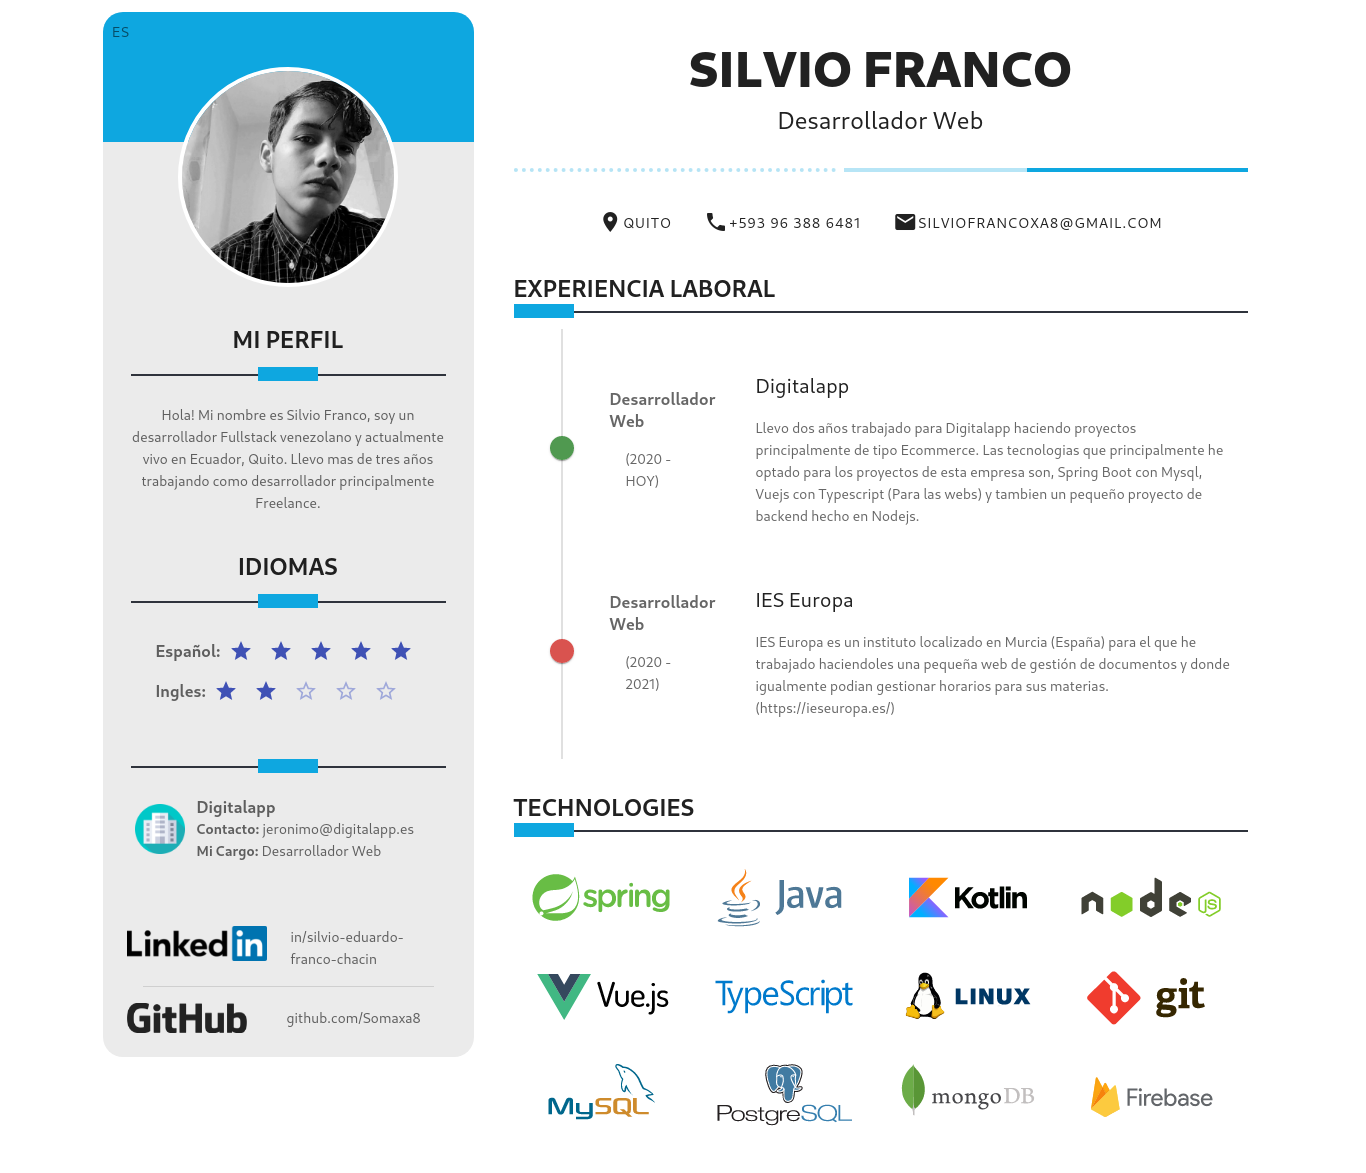 ES
SILVIO FRANCO
Desarrollador Web
QUITO
+593 96 388 6481
SILVIOFRANCOXA8@GMAIL.COM
MI PERFIL
Hola! Mi nombre es Silvio Franco, soy un
desarrollador Fullstack venezolano y actualmente
vivo en Ecuador, Quito. Llevo mas de tres años
trabajando como desarrollador principalmente
Freelance.
IDIOMAS
Español:
Ingles:
Digitalapp
Contacto: jeronimo@digitalapp.es
Mi Cargo: Desarrollador Web
Linkedin
in/silvio-eduardo-
franco-chacin
GitHub
github.com/Somaxa8
EXPERIENCIA LABORAL
Desarrollador
Web
(2020 -
HOY)
Digitalapp
Llevo dos años trabajado para Digitalapp haciendo proyectos
principalmente de tipo Ecommerce. Las tecnologias que principalmente he
optado para los proyectos de esta empresa son, Spring Boot con Mysql,
Vuejs con Typescript (Para las webs) y tambien un pequeño proyecto de
backend hecho en Nodejs.
Desarrollador
Web
(2020 -
2021)
IES Europa
IES Europa es un instituto localizado en Murcia (España) para el que he
trabajado haciendoles una pequeña web de gestión de documentos y donde
igualmente podian gestionar horarios para sus materias.
(https://ieseuropa.es/)
TECHNOLOGIES
spring
Java
Kotlin
node JS
Vue.js
TypeScript
LINUX
git
MySQL
PostgreSQL
mongoDB
Firebase